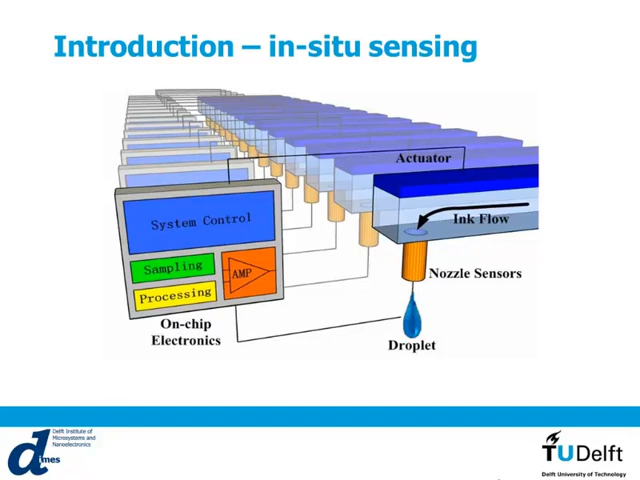 Introduction – in-situ sensing
Actuator
System Control
Ink Flow
Sampling
AMP
Nozzle Sensors
Processing
On-chip
Electronics
Droplet
Delft Institute of
Microsystems and
Nanoelectronics
dimes
TUDelft
Delft University of Technology